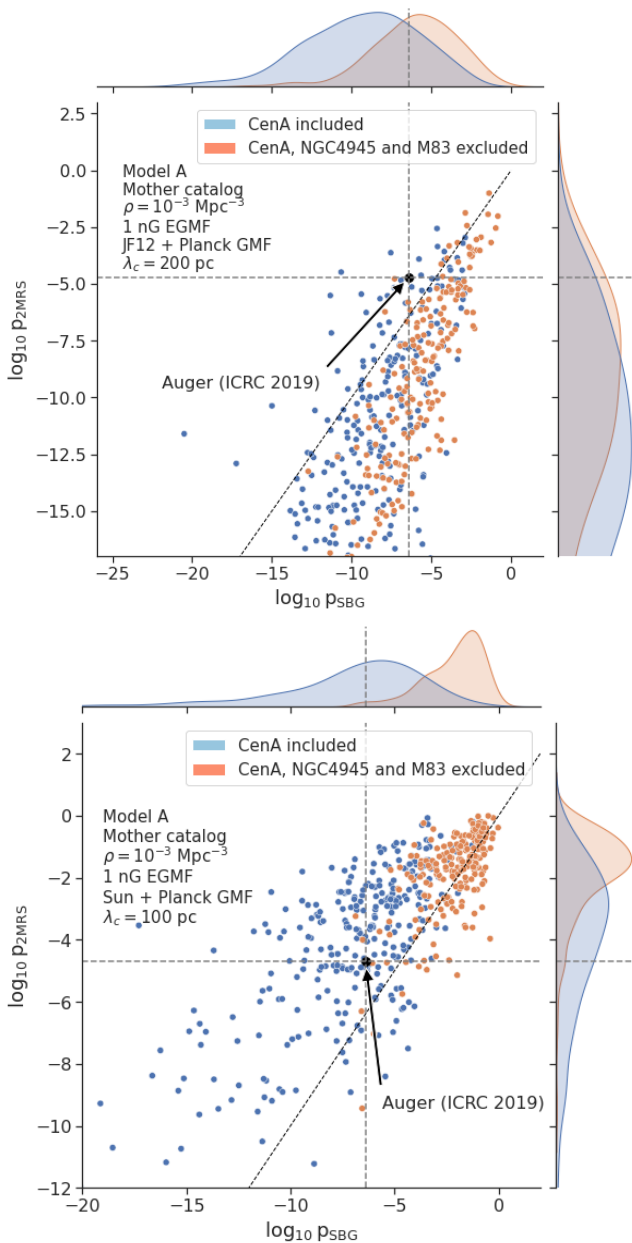 CenA included
CenA, NGC4945 and M83 excluded
Model A
Mother catalog
ρ = 10⁻³ Mpc⁻³
1 nG EGMF
JF12 + Planck GMF
λc = 200 pc
Auger (ICRC 2019)
2.5
0.0
−2.5
−5.0
−7.5
−10.0
−12.5
−15.0
log₁₀ p₂MRS
−25
−20
−15
−10
−5
0
log₁₀ pSBG
CenA included
CenA, NGC4945 and M83 excluded
Model A
Mother catalog
ρ = 10⁻³ Mpc⁻³
1 nG EGMF
Sun + Planck GMF
λc = 100 pc
Auger (ICRC 2019)
2
0
−2
−4
−6
−8
−10
−12
log₁₀ p₂MRS
−20
−15
−10
−5
0
log₁₀ pSBG